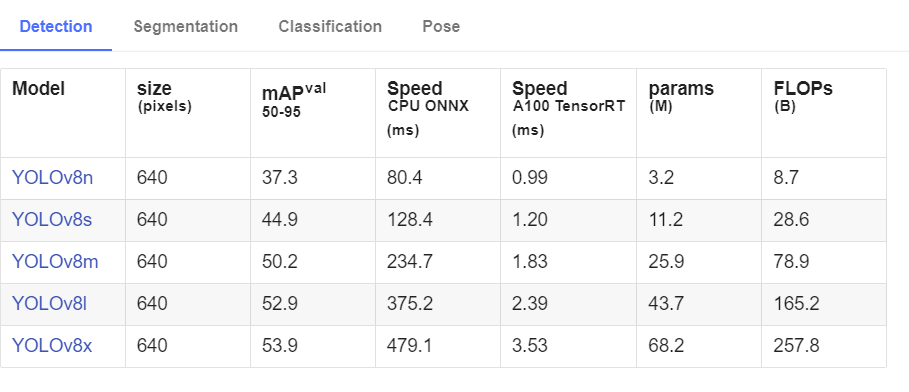 Detection Segmentation Classification Pose
Model size (pixels) mAPval 50-95 Speed CPU ONNX (ms) Speed A100 TensorRT (ms) params (M) FLOPs (B)
YOLOv8n 640 37.3 80.4 0.99 3.2 8.7
YOLOv8s 640 44.9 128.4 1.20 11.2 28.6
YOLOv8m 640 50.2 234.7 1.83 25.9 78.9
YOLOv8l 640 52.9 375.2 2.39 43.7 165.2
YOLOv8x 640 53.9 479.1 3.53 68.2 257.8